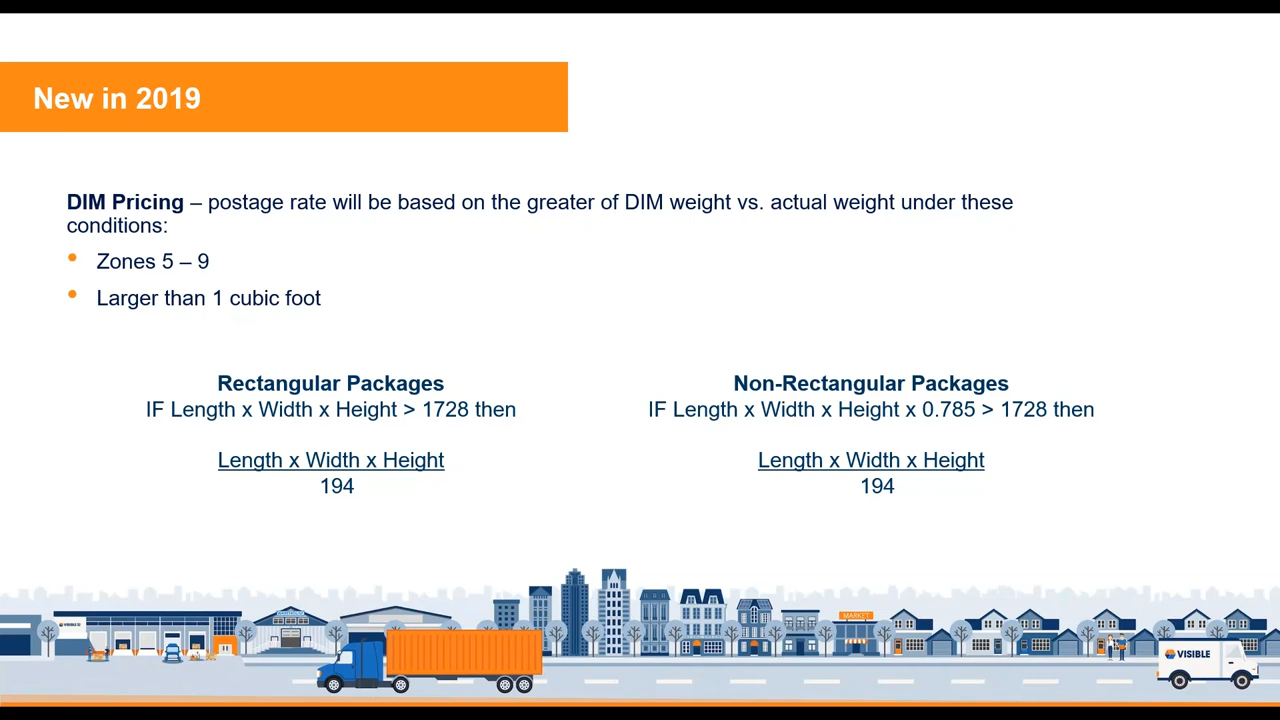 New in 2019
DIM Pricing – postage rate will be based on the greater of DIM weight vs. actual weight under these
conditions:
• Zones 5 – 9
• Larger than 1 cubic foot
Rectangular Packages
IF Length x Width x Height > 1728 then
Length x Width x Height
194
Non-Rectangular Packages
IF Length x Width x Height x 0.785 > 1728 then
Length x Width x Height
194
MARKET
VISIBLE